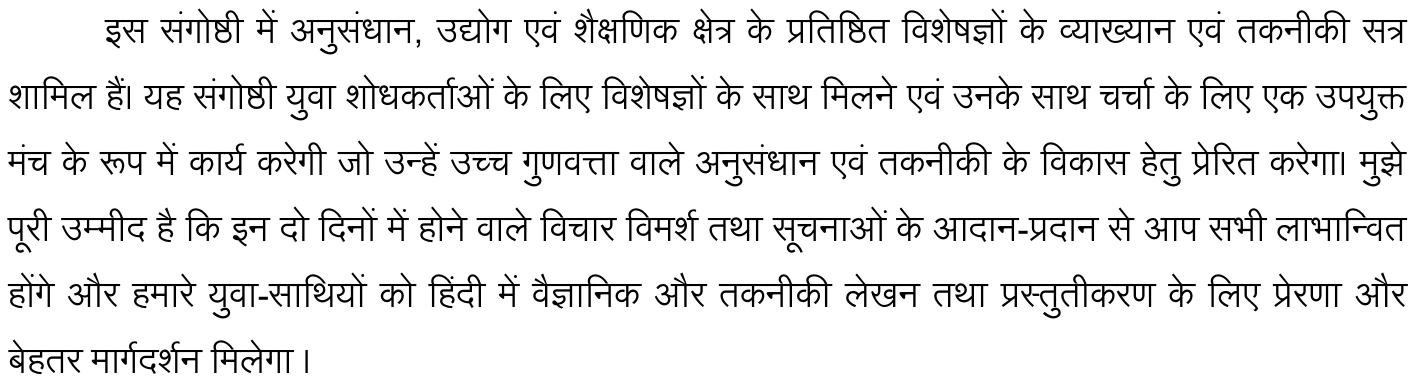 इस संगोष्ठी में अनुसंधान, उद्योग एवं शैक्षणिक क्षेत्र के प्रतिष्ठित विशेषज्ञों के व्याख्यान एवं तकनीकी सत्र
शामिल हैं। यह संगोष्ठी युवा शोधकर्ताओं के लिए विशेषज्ञों के साथ मिलने एवं उनके साथ चर्चा के लिए एक उपयुक्त
मंच के रूप में कार्य करेगी जो उन्हें उच्च गुणवत्ता वाले अनुसंधान एवं तकनीकी के विकास हेतु प्रेरित करेगा। मुझे
पूरी उम्मीद है कि इन दो दिनों में होने वाले विचार विमर्श तथा सूचनाओं के आदान-प्रदान से आप सभी लाभान्वित
होंगे और हमारे युवा-साथियों को हिंदी में वैज्ञानिक और तकनीकी लेखन तथा प्रस्तुतीकरण के लिए प्रेरणा और
बेहतर मार्गदर्शन मिलेगा।